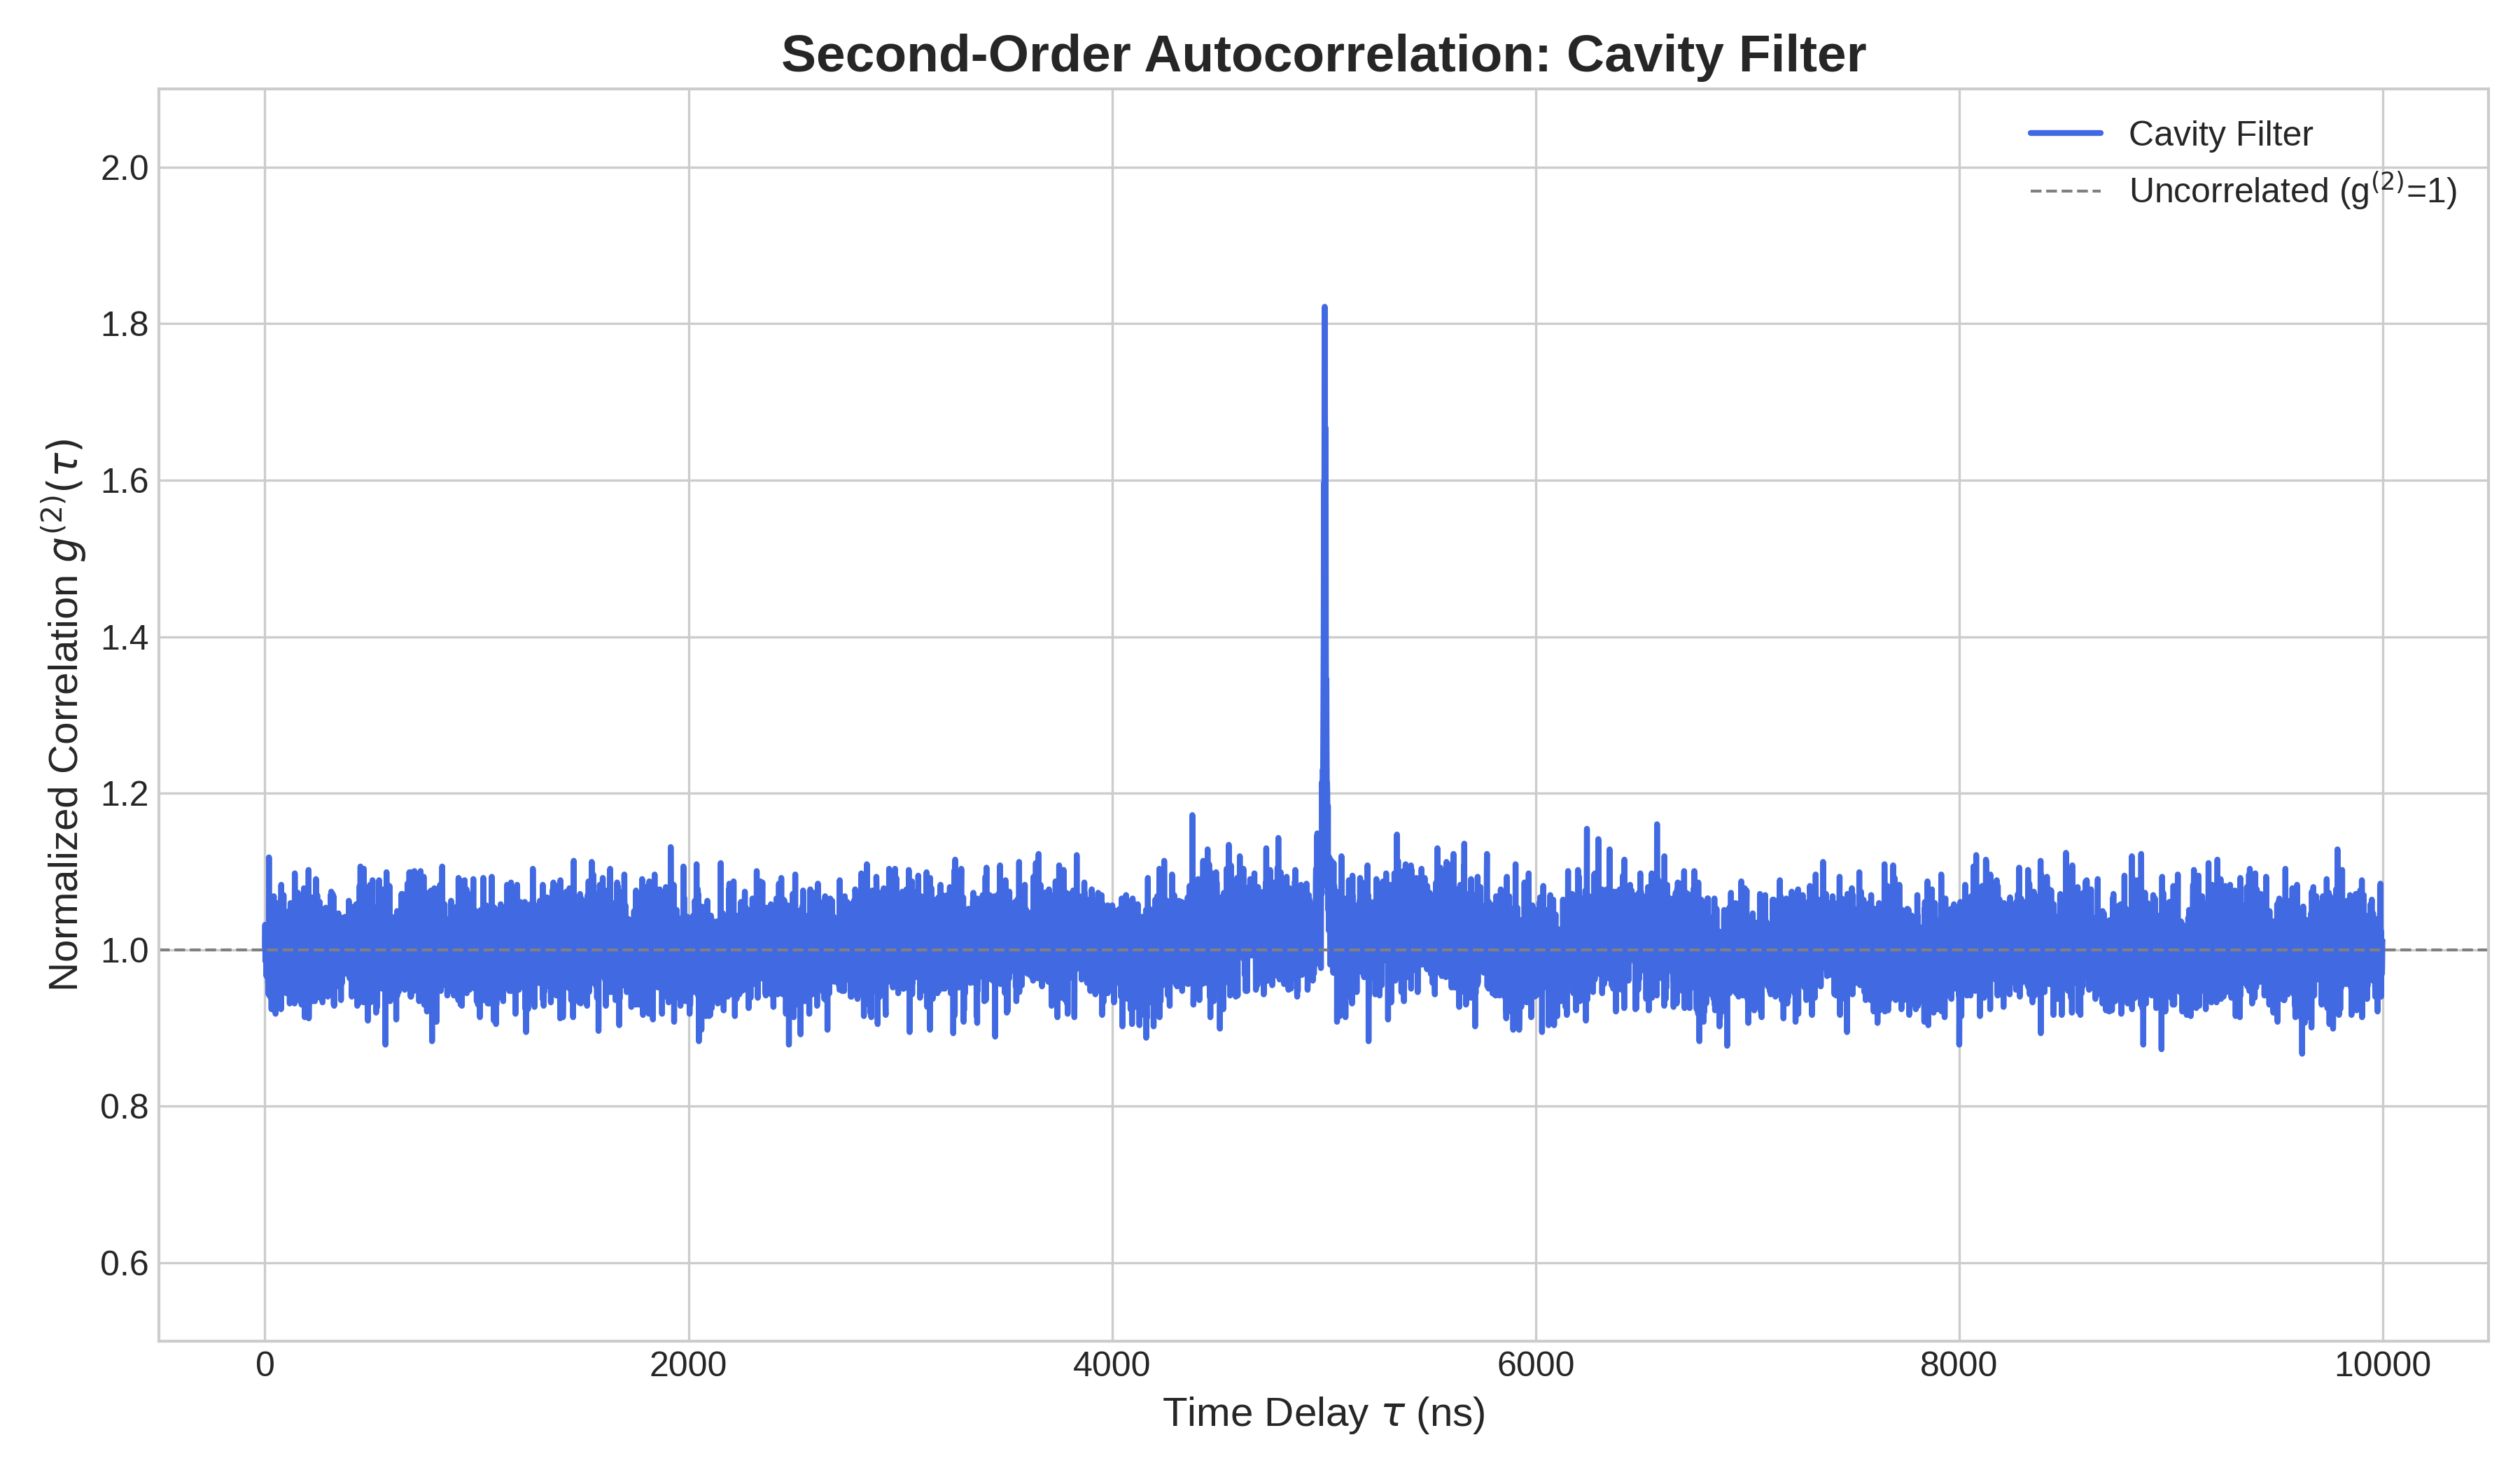 Second-Order Autocorrelation: Cavity Filter
Cavity Filter
Uncorrelated (g⁽²⁾=1)
Normalized Correlation g⁽²⁾(τ)
2.0
1.8
1.6
1.4
1.2
1.0
0.8
0.6
0 2000 4000 6000 8000 10000
Time Delay τ (ns)